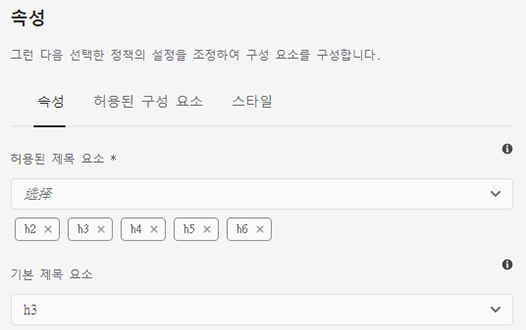 속성
그런 다음 선택한 정책의 설정을 조정하여 구성 요소를 구성합니다.
속성 허용된 구성 요소 스타일
허용된 제목 요소 *
选择
h2 × h3 × h4 × h5 × h6 ×
기본 제목 요소
h3